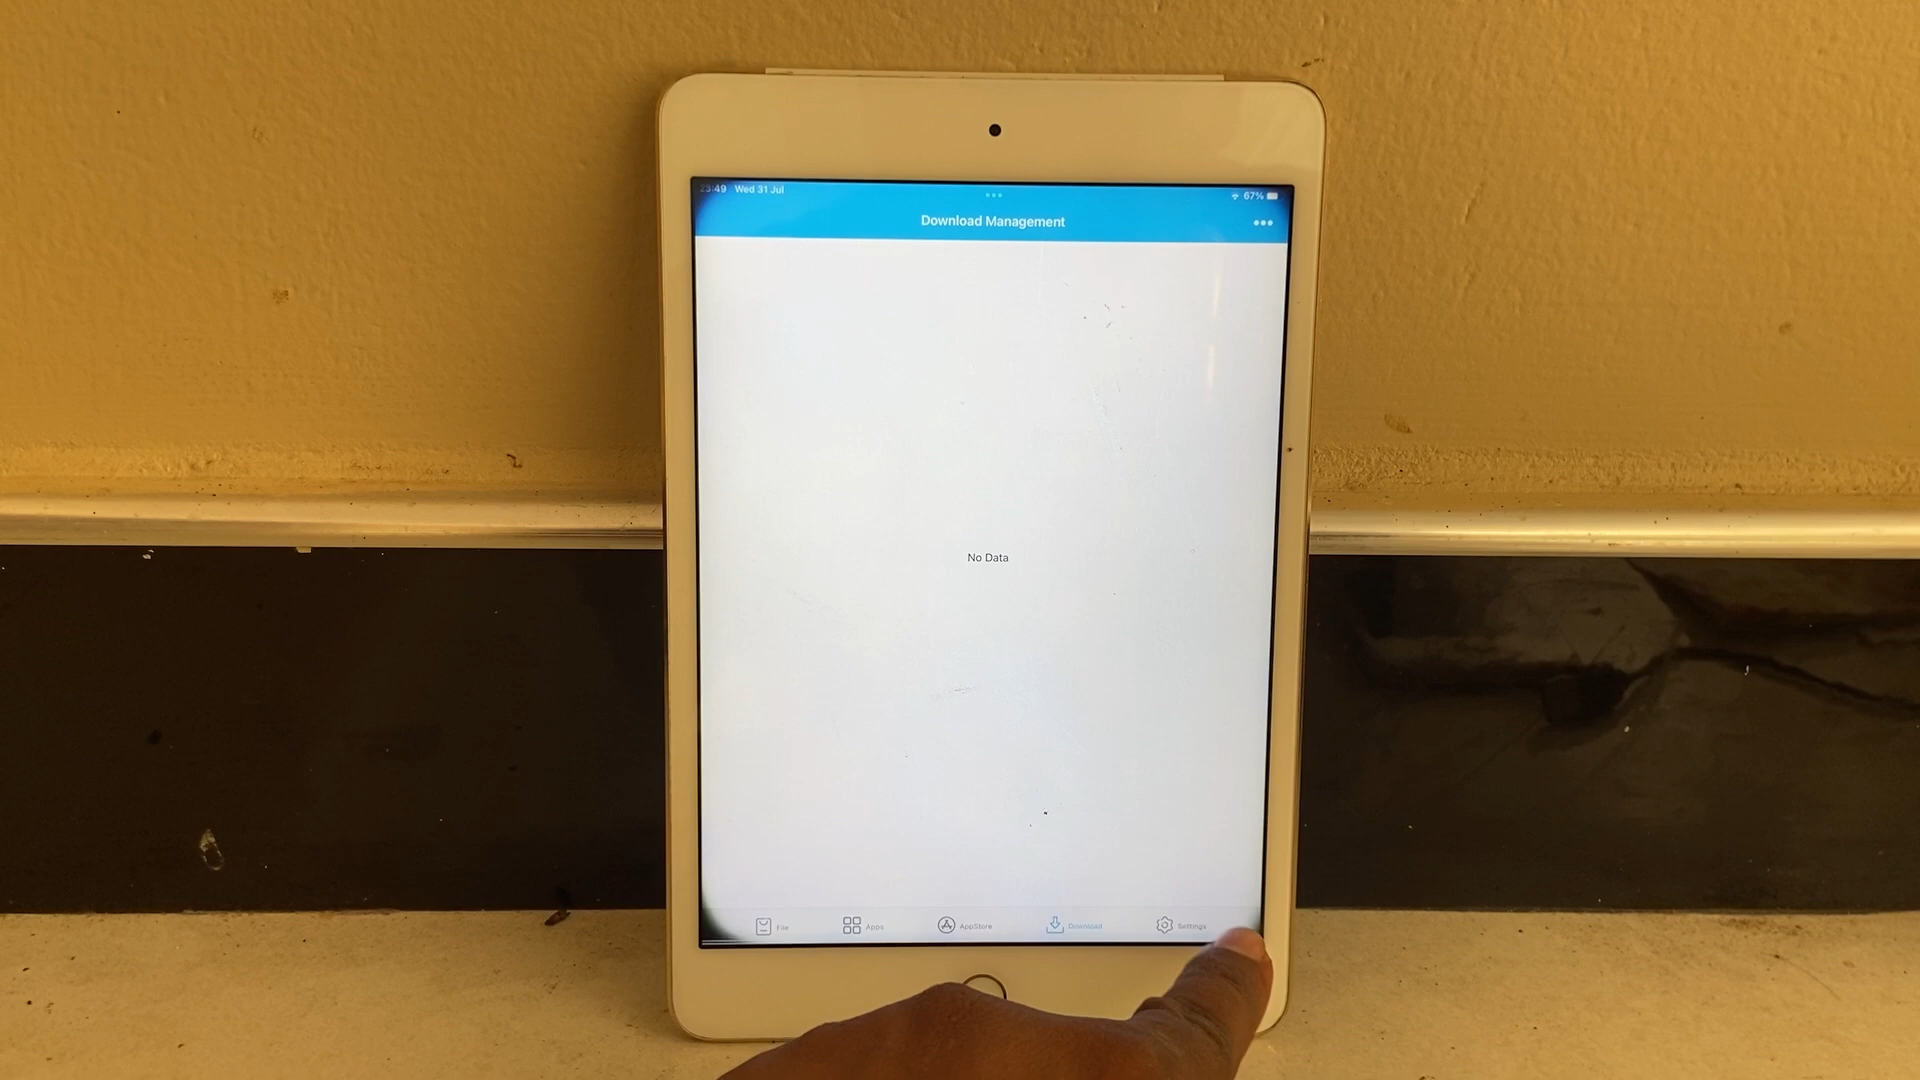 23:49 Wed 31 Jul
67%
Download Management
No Data
File
Apps
AppStore
Download
Settings